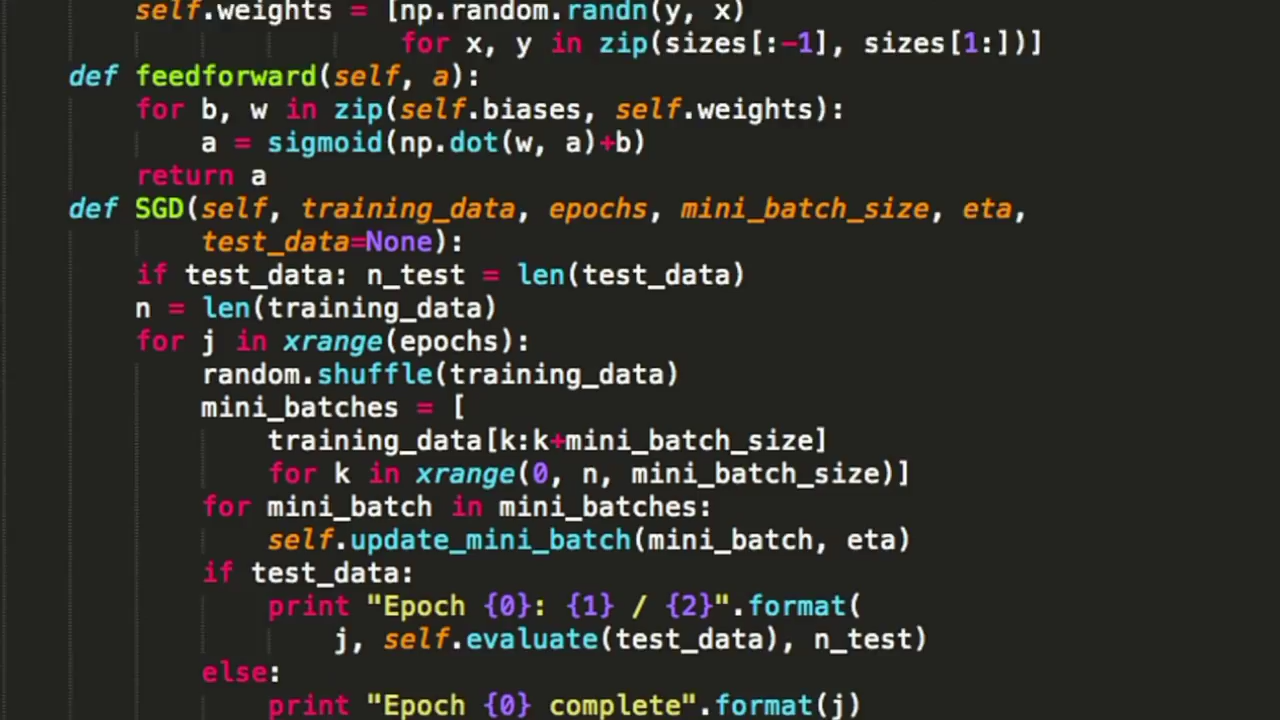 self.weights = [np.random.randn(y, x)
for x, y in zip(sizes[:-1], sizes[1:])]
def feedforward(self, a):
for b, w in zip(self.biases, self.weights):
a = sigmoid(np.dot(w, a)+b)
return a
def SGD(self, training_data, epochs, mini_batch_size, eta,
test_data=None):
if test_data: n_test = len(test_data)
n = len(training_data)
for j in xrange(epochs):
random.shuffle(training_data)
mini_batches = [
training_data[k:k+mini_batch_size]
for k in xrange(0, n, mini_batch_size)]
for mini_batch in mini_batches:
self.update_mini_batch(mini_batch, eta)
if test_data:
print "Epoch {0}: {1} / {2}".format(
j, self.evaluate(test_data), n_test)
else:
print "Epoch {0} complete".format(j)